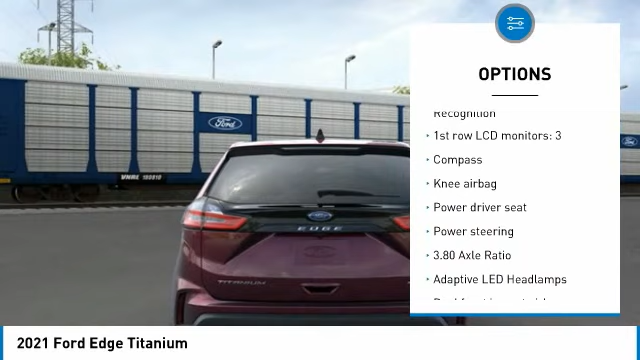 OPTIONS
Recognition
1st row LCD monitors: 3
Compass
Knee airbag
Power driver seat
Power steering
3.80 Axle Ratio
Adaptive LED Headlamps
Ford
Ford
EDGE
TITANIUM
2021 Ford Edge Titanium